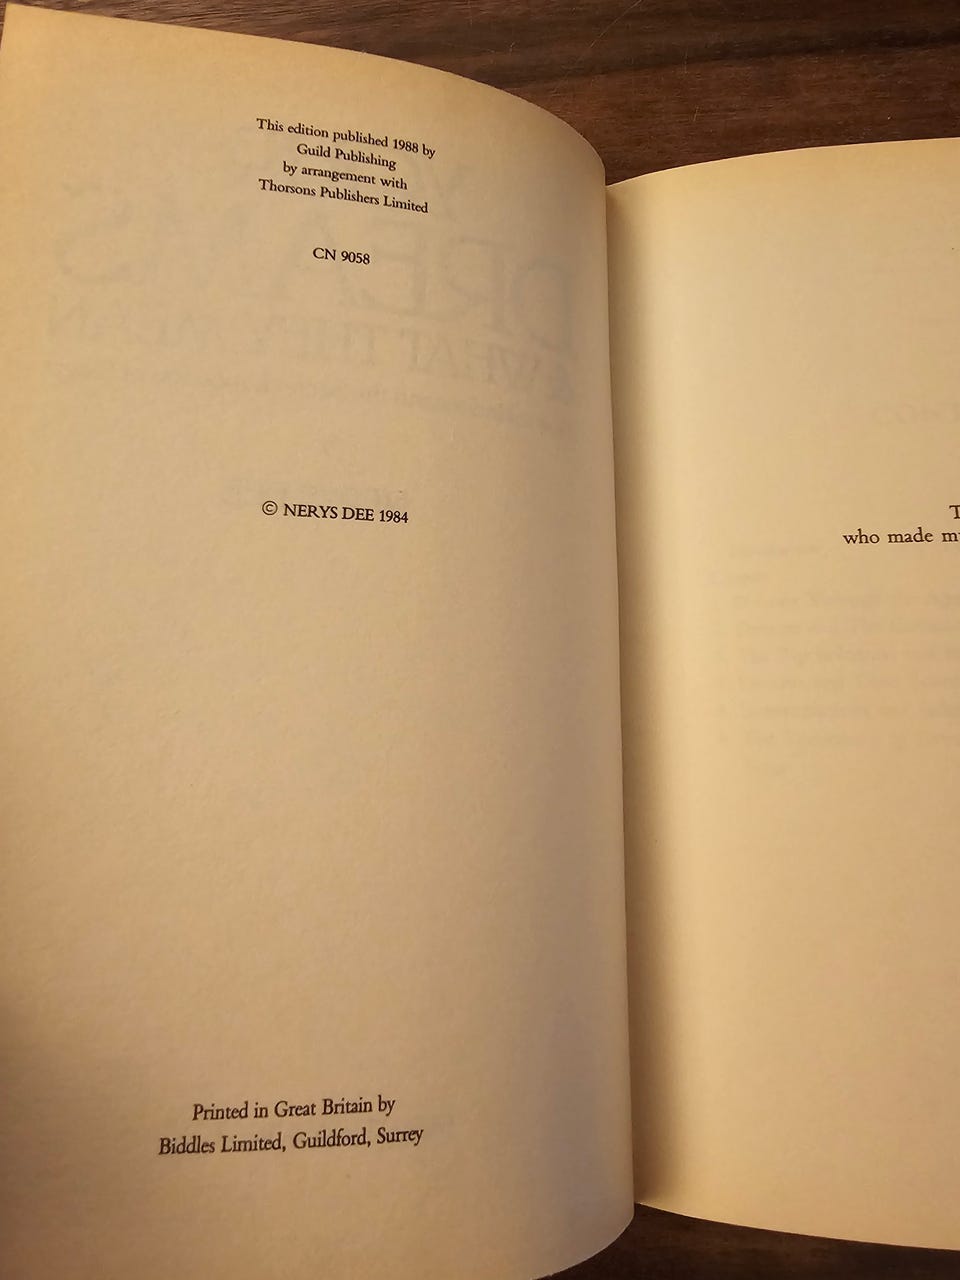 This edition published 1988 by
Guild Publishing
by arrangement with
Thorsons Publishers Limited
CN 9058
© NERYS DEE 1984
Printed in Great Britain by
Biddles Limited, Guildford, Surrey
who made